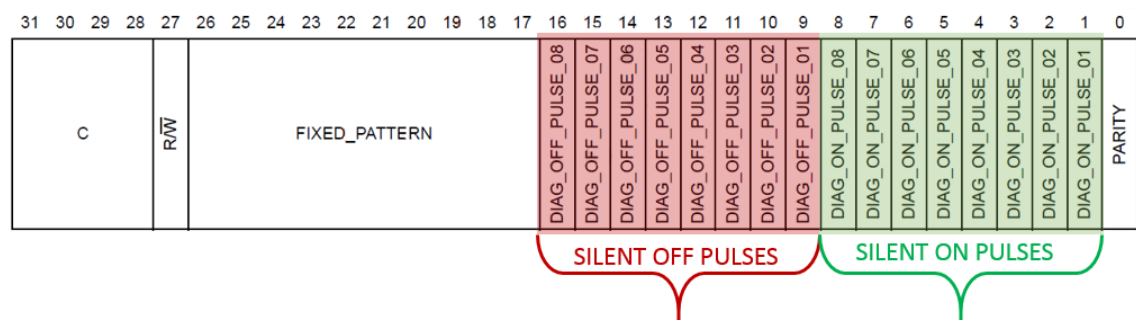 31 30 29 28 27 26 25 24 23 22 21 20 19 18 17 16 15 14 13 12 11 10 9 8 7 6 5 4 3 2 1 0
C
R/W̅
FIXED_PATTERN
DIAG_OFF_PULSE_08
DIAG_OFF_PULSE_07
DIAG_OFF_PULSE_06
DIAG_OFF_PULSE_05
DIAG_OFF_PULSE_04
DIAG_OFF_PULSE_03
DIAG_OFF_PULSE_02
DIAG_OFF_PULSE_01
DIAG_ON_PULSE_08
DIAG_ON_PULSE_07
DIAG_ON_PULSE_06
DIAG_ON_PULSE_05
DIAG_ON_PULSE_04
DIAG_ON_PULSE_03
DIAG_ON_PULSE_02
DIAG_ON_PULSE_01
PARITY
SILENT OFF PULSES
SILENT ON PULSES